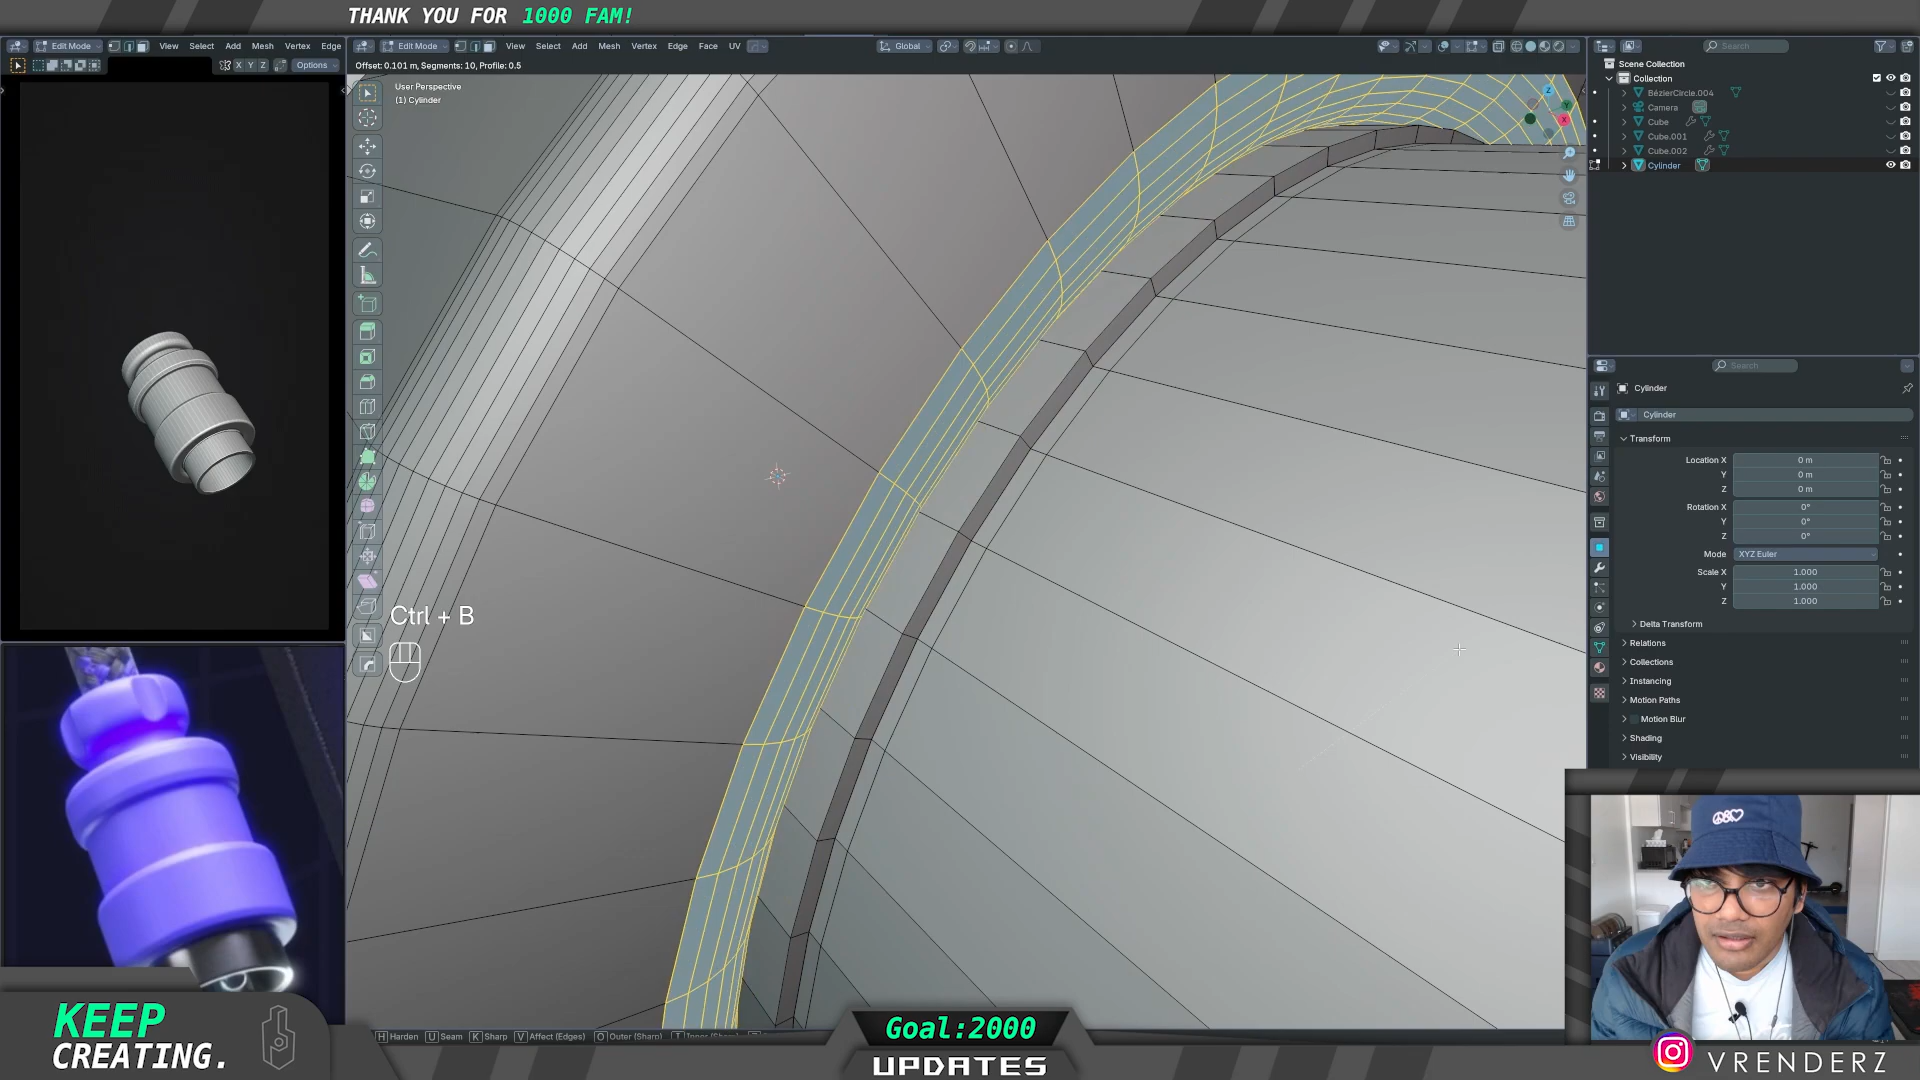 THANK YOU FOR 1000 FAM!
Edit Mode View Select Add Mesh Vertex Edge
Edit Mode View Select Add Mesh Vertex Edge Face UV
Global
Search
X Y Z Options
Offset: 0.101 m, Segments: 10, Profile: 0.5
User Perspective
(1) Cylinder
Z
Y
X
Scene Collection
Collection
BézierCircle.004
Camera
Cube
Cube.001
Cube.002
Cylinder
Search
Cylinder
Cylinder
Transform
Location X 0 m
Y 0 m
Z 0 m
Rotation X 0°
Y 0°
Z 0°
Mode XYZ Euler
Scale X 1.000
Y 1.000
Z 1.000
Delta Transform
Relations
Collections
Instancing
Motion Paths
Motion Blur
Shading
Visibility
Ctrl + B
H Harden U Seam K Sharp V Affect (Edges) O Outer (Sharp)
KEEP
CREATING.
Goal:2000
UPDATES
VRENDERZ